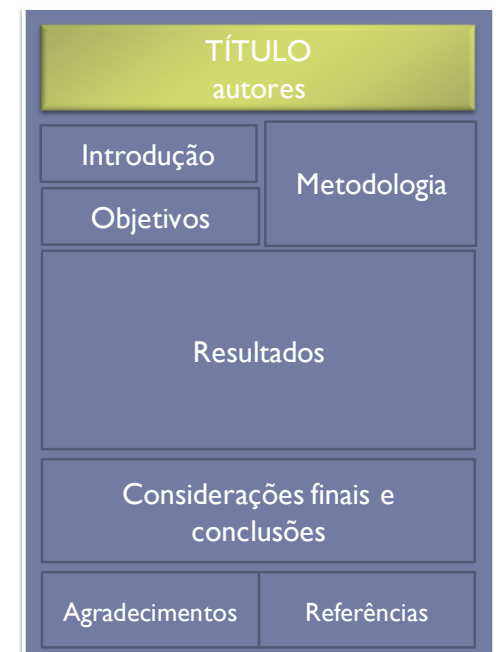 TÍTULO
autores
Introdução
Objetivos
Metodologia
Resultados
Considerações finais e
conclusões
Agradecimentos
Referências